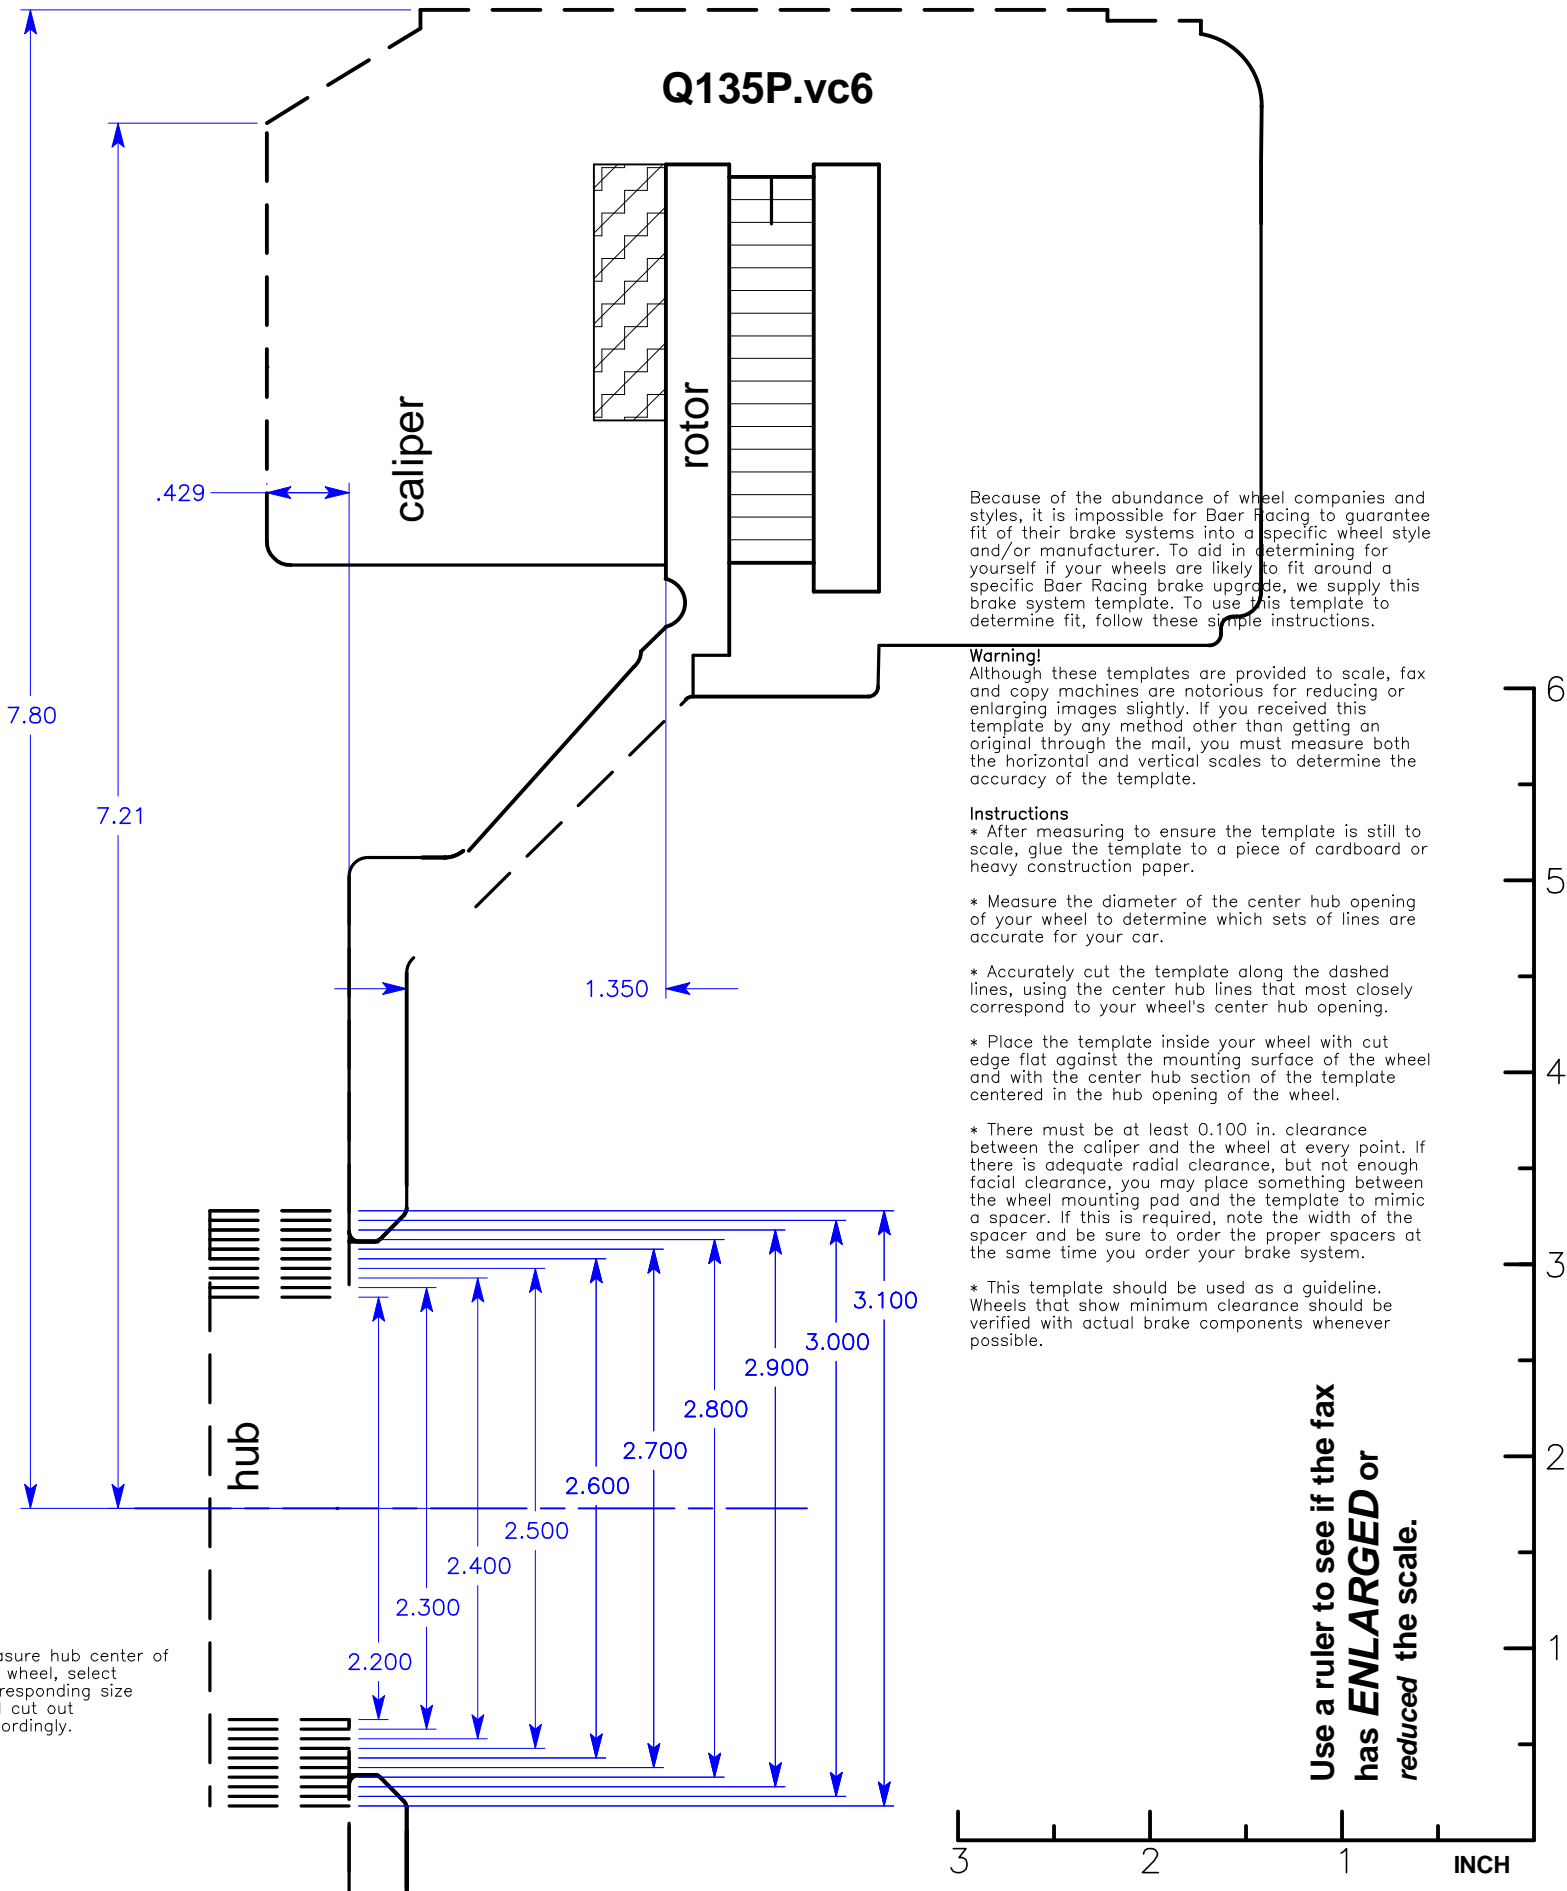 Q135P.vc6
caliper
rotor
.429
7.80
7.21
1.350
Because of the abundance of wheel companies and
styles, it is impossible for Baer Racing to guarantee
fit of their brake systems into a specific wheel style
and/or manufacturer. To aid in determining for
yourself if your wheels are likely to fit around a
specific Baer Racing brake upgrade, we supply this
brake system template. To use this template to
determine fit, follow these simple instructions.
Warning!
Although these templates are provided to scale, fax
and copy machines are notorious for reducing or
enlarging images slightly. If you received this
template by any method other than getting an
original through the mail, you must measure both
the horizontal and vertical scales to determine the
accuracy of the template.
Instructions
* After measuring to ensure the template is still to
scale, glue the template to a piece of cardboard or
heavy construction paper.
* Measure the diameter of the center hub opening
of your wheel to determine which sets of lines are
accurate for your car.
* Accurately cut the template along the dashed
lines, using the center hub lines that most closely
correspond to your wheel's center hub opening.
* Place the template inside your wheel with cut
edge flat against the mounting surface of the wheel
and with the center hub section of the template
centered in the hub opening of the wheel.
* There must be at least 0.100 in. clearance
between the caliper and the wheel at every point. If
there is adequate radial clearance, but not enough
facial clearance, you may place something between
the wheel mounting pad and the template to mimic
a spacer. If this is required, note the width of the
spacer and be sure to order the proper spacers at
the same time you order your brake system.
* This template should be used as a guideline.
Wheels that show minimum clearance should be
verified with actual brake components whenever
possible.
3.100
3.000
2.900
2.800
2.700
2.600
2.500
2.400
2.300
2.200
hub
asure hub center of
wheel, select
responding size
cut out
ordingly.
Use a ruler to see if the fax
has ENLARGED or
reduced the scale.
6
5
4
3
2
1
3
2
1
INCH